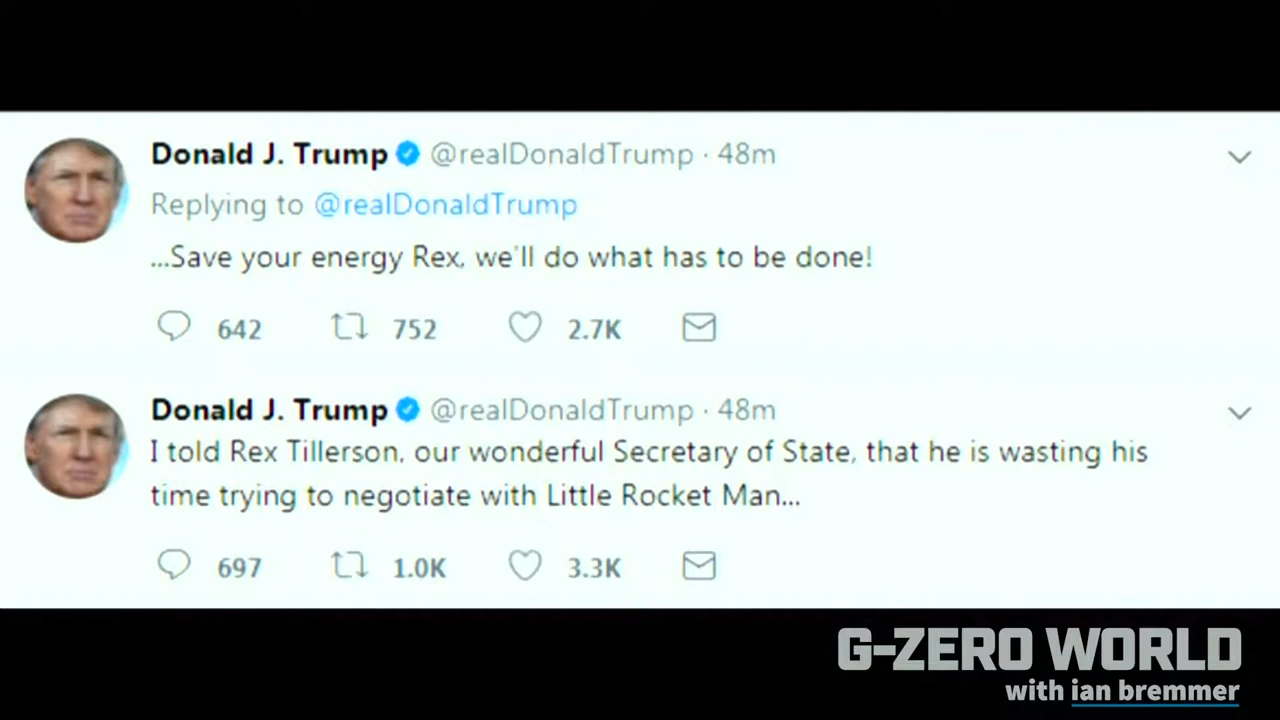 Donald J. Trump @realDonaldTrump · 48m
Replying to @realDonaldTrump
...Save your energy Rex, we'll do what has to be done!
642 752 2.7K
Donald J. Trump @realDonaldTrump · 48m
I told Rex Tillerson, our wonderful Secretary of State, that he is wasting his
time trying to negotiate with Little Rocket Man...
697 1.0K 3.3K
G-ZERO WORLD
with ian bremmer